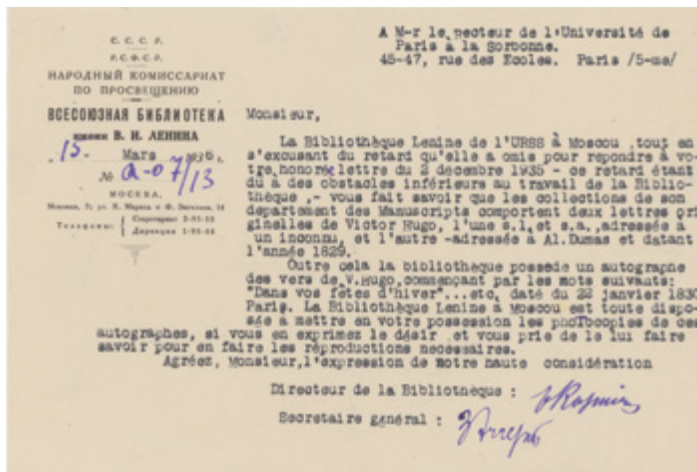 С.С.С.Р.
Р.С.Ф.С.Р.
НАРОДНЫЙ КОМИССАРИАТ
ПО ПРОСВЕЩЕНИЮ
ВСЕСОЮЗНАЯ БИБЛИОТЕКА
имени В. И. ЛЕНИНА
15. Mars 1936 г.
№ a-07/13
МОСКВА.
Телефоны: Секретариат
Дирекция
A M-r le recteur de l'Université de
Paris à la Sorbonne.
45-47, rue des Ecoles. Paris /5-me/
Monsieur,
La Bibliothèque Lenine de l'URSS à Moscou, tout en
s'excusant du retard qu'elle a omis pour repondre à vo-
tre honorée lettre du 2 décembre 1935 - ce retard étant
dû à des obstacles inférieurs au travail de la Biblio-
thèque,- vous fait savoir que les collections de son
département des Manuscripts comportent deux lettres ori
ginelles de Victor Hugo, l'une s.l. et s.a., adressée à
un inconnu, et l'autre -adressée à Al.Dumas et datant
l'année 1829.
Outre cela la bibliothèque possede un autographe
des vers de V.Hugo, commençant par les mots suivants:
"Dans vos fêtes d'hiver"...etc, daté du 22 janvier 1830
Paris. La Bibliothèque Lenine à Moscou est toute dispo-
sée a mettre en votre possession les photocopies de ces
autographes, si vous en exprimez le désir et vous prie de le lui faire
savoir pour en faire les réproductions necessaires.
Agréez, Monsieur, l'expression de notre haute considération
Directeur de la Bibliothèque :
Secretaire général :